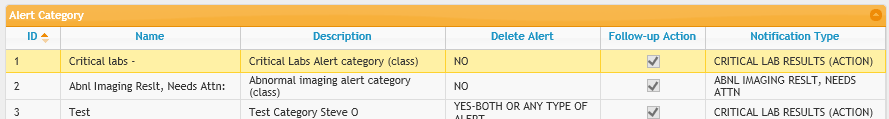 Alert Category
ID Name Description Delete Alert Follow-up Action Notification Type
1 Critical labs - Critical Labs Alert category (class) NO CRITICAL LAB RESULTS (ACTION)
2 Abnl Imaging Reslt, Needs Attn: Abnormal imaging alert category (class) NO ABNL IMAGING RESLT, NEEDS ATTN
3 Test Test Category Steve O YES-BOTH OR ANY TYPE OF ALERT CRITICAL LAB RESULTS (ACTION)